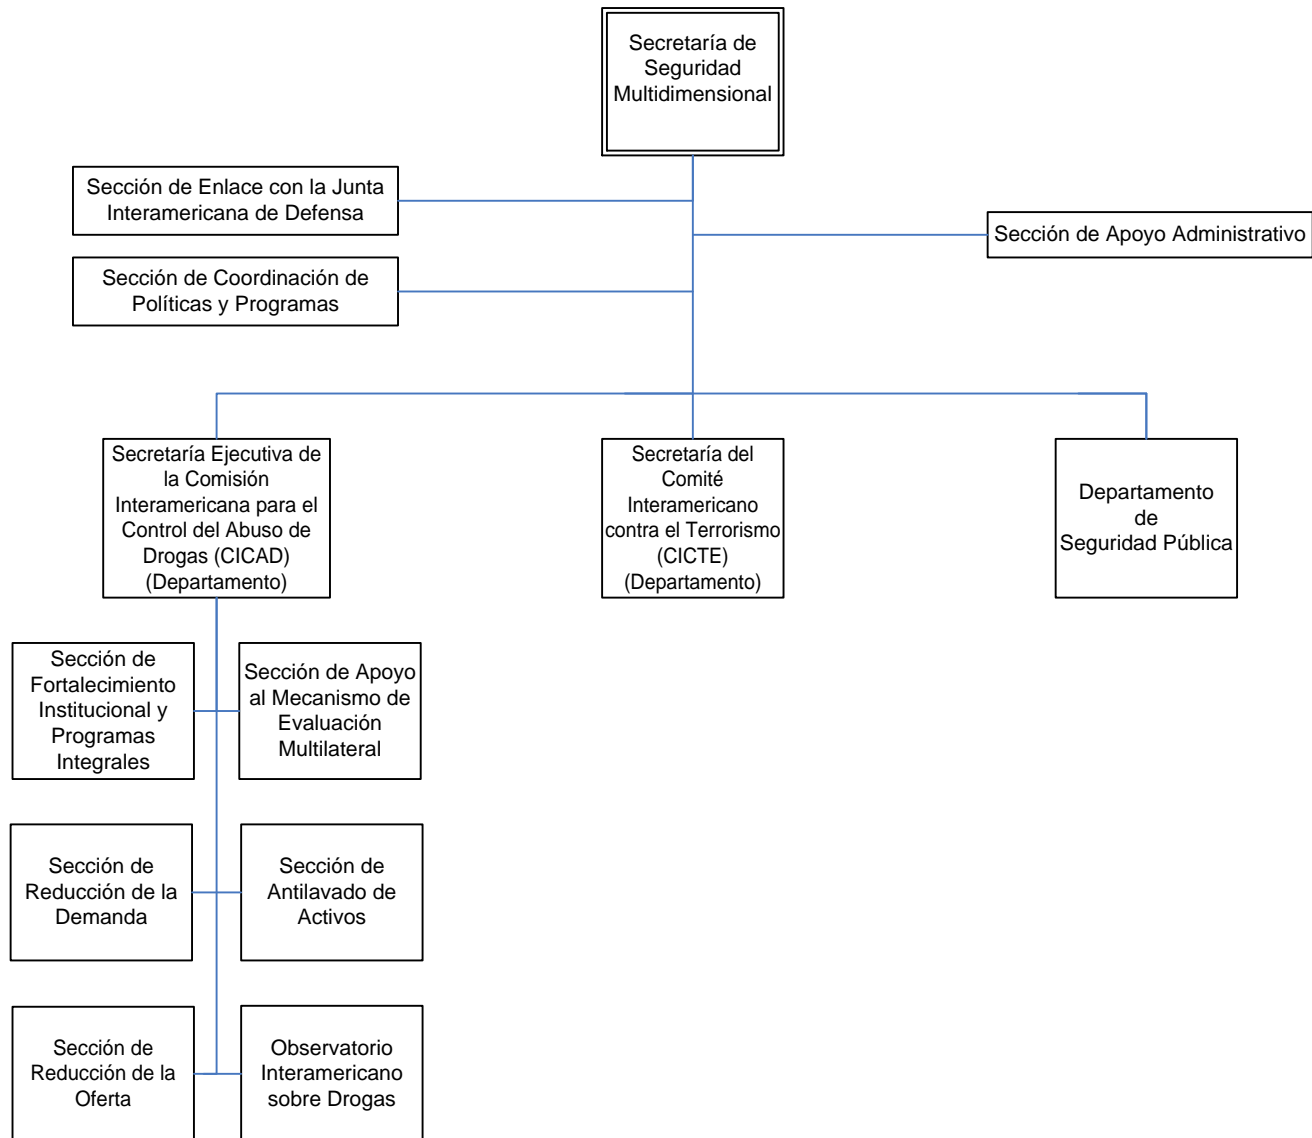 Secretaría de
Seguridad
Multidimensional
Sección de Enlace con la Junta
Interamericana de Defensa
Sección de Apoyo Administrativo
Sección de Coordinación de
Políticas y Programas
Secretaría Ejecutiva de
la Comisión
Interamericana para el
Control del Abuso de
Drogas (CICAD)
(Departamento)
Secretaría del
Comité
Interamericano
contra el Terrorismo
(CICTE)
(Departamento)
Departamento
de
Seguridad Pública
Sección de
Fortalecimiento
Institucional y
Programas
Integrales
Sección de Apoyo
al Mecanismo de
Evaluación
Multilateral
Sección de
Reducción de la
Demanda
Sección de
Antilavado de
Activos
Sección de
Reducción de la
Oferta
Observatorio
Interamericano
sobre Drogas